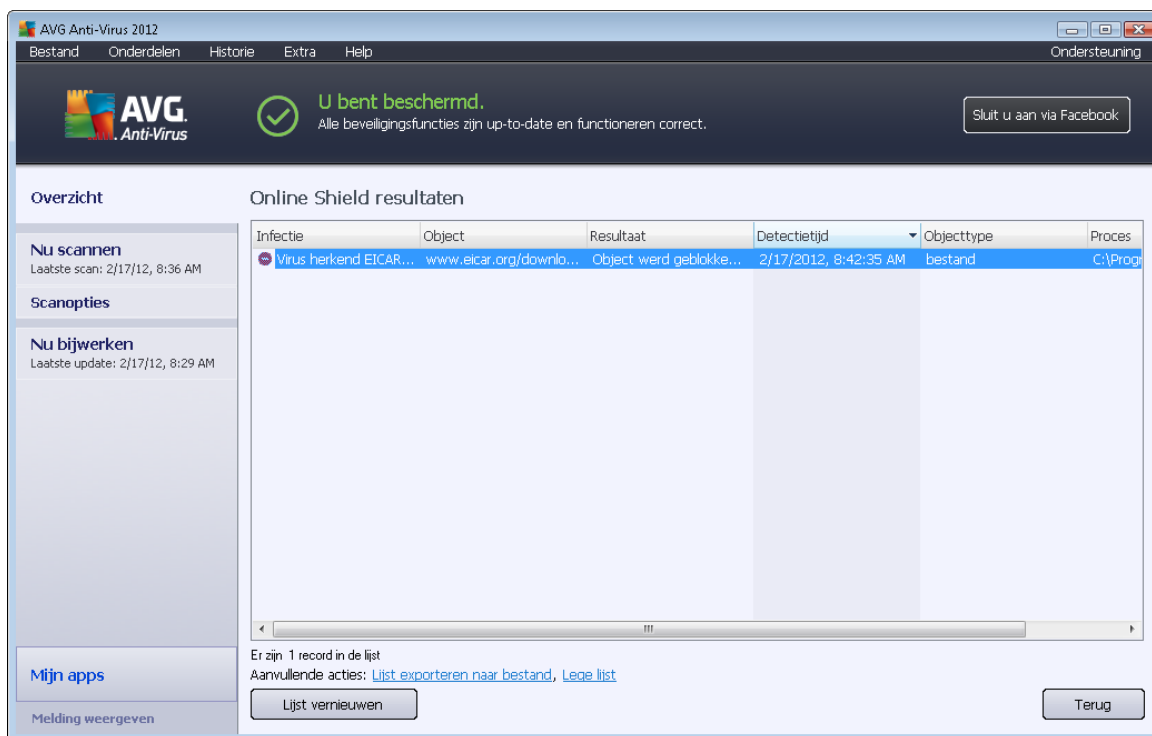 AVG Anti-Virus 2012
Bestand Onderdelen Historie Extra Help Ondersteuning
AVG.
Anti-Virus
U bent beschermd.
Alle beveiligingsfuncties zijn up-to-date en functioneren correct.
Sluit u aan via Facebook
Overzicht
Nu scannen
Laatste scan: 2/17/12, 8:36 AM
Scanopties
Nu bijwerken
Laatste update: 2/17/12, 8:29 AM
Mijn apps
Melding weergeven
Online Shield resultaten
Infectie Object Resultaat Detectietijd Objecttype Proces
Virus herkend EICAR... www.eicar.org/downlo... Object werd geblokke... 2/17/2012, 8:42:35 AM bestand C:\Progr
Er zijn 1 record in de lijst
Aanvullende acties: Lijst exporteren naar bestand, Lege lijst
Lijst vernieuwen
Terug